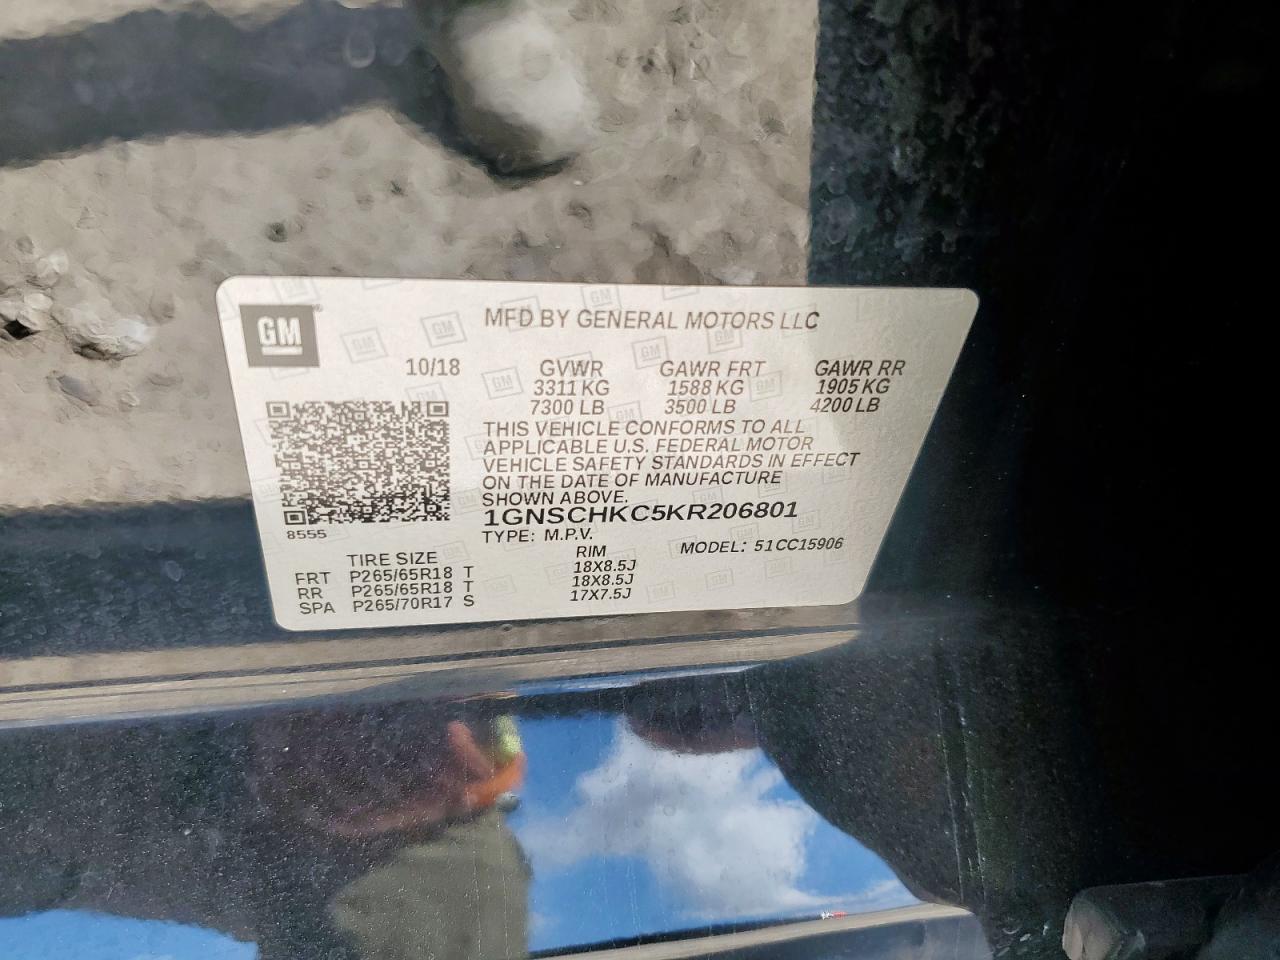 GM
MFD BY GENERAL MOTORS LLC
10/18 GVWR GAWR FRT GAWR RR
3311 KG 1588 KG 1905 KG
7300 LB 3500 LB 4200 LB
THIS VEHICLE CONFORMS TO ALL
APPLICABLE U.S. FEDERAL MOTOR
VEHICLE SAFETY STANDARDS IN EFFECT
ON THE DATE OF MANUFACTURE
SHOWN ABOVE.
1GNSCHKC5KR206801
8555
TYPE: M.P.V.
MODEL: 51CC15906
TIRE SIZE RIM
FRT P265/65R18 T 18X8.5J
RR P265/65R18 T 18X8.5J
SPA P265/70R17 S 17X7.5J